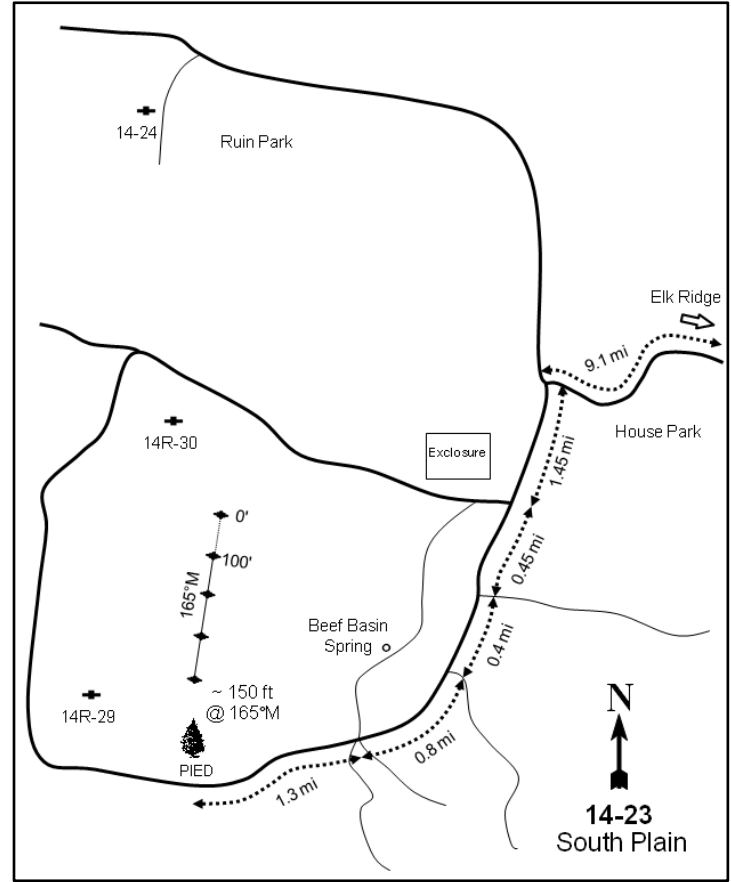 14-24
Ruin Park
Elk Ridge
9.1 mi
14R-30
Exclosure
House Park
1.45 mi
0'
100'
165°M
0.45 mi
Beef Basin
Spring
0.4 mi
14R-29
~ 150 ft
@ 165°M
PIED
0.8 mi
1.3 mi
N
14-23
South Plain